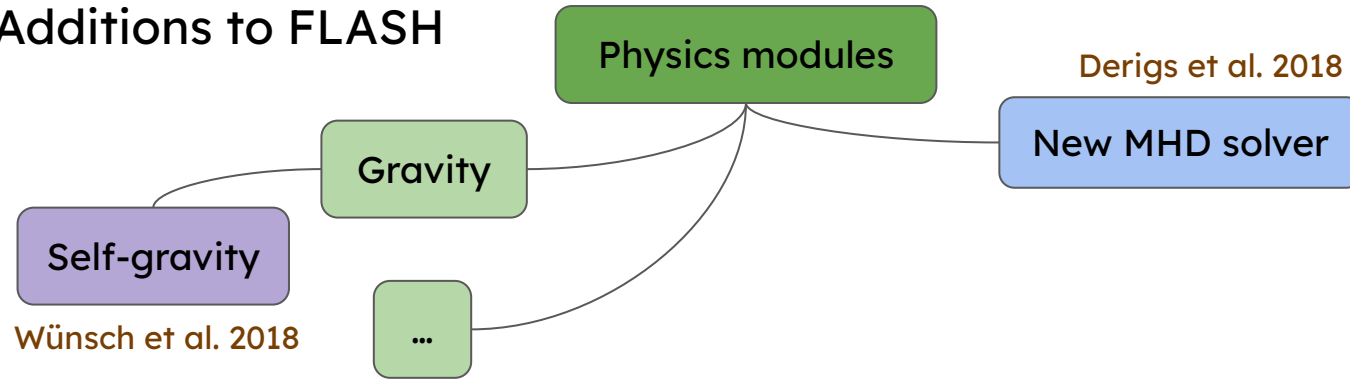 Additions to FLASH
Physics modules
Derigs et al. 2018
New MHD solver
Gravity
Self-gravity
Wünsch et al. 2018
...